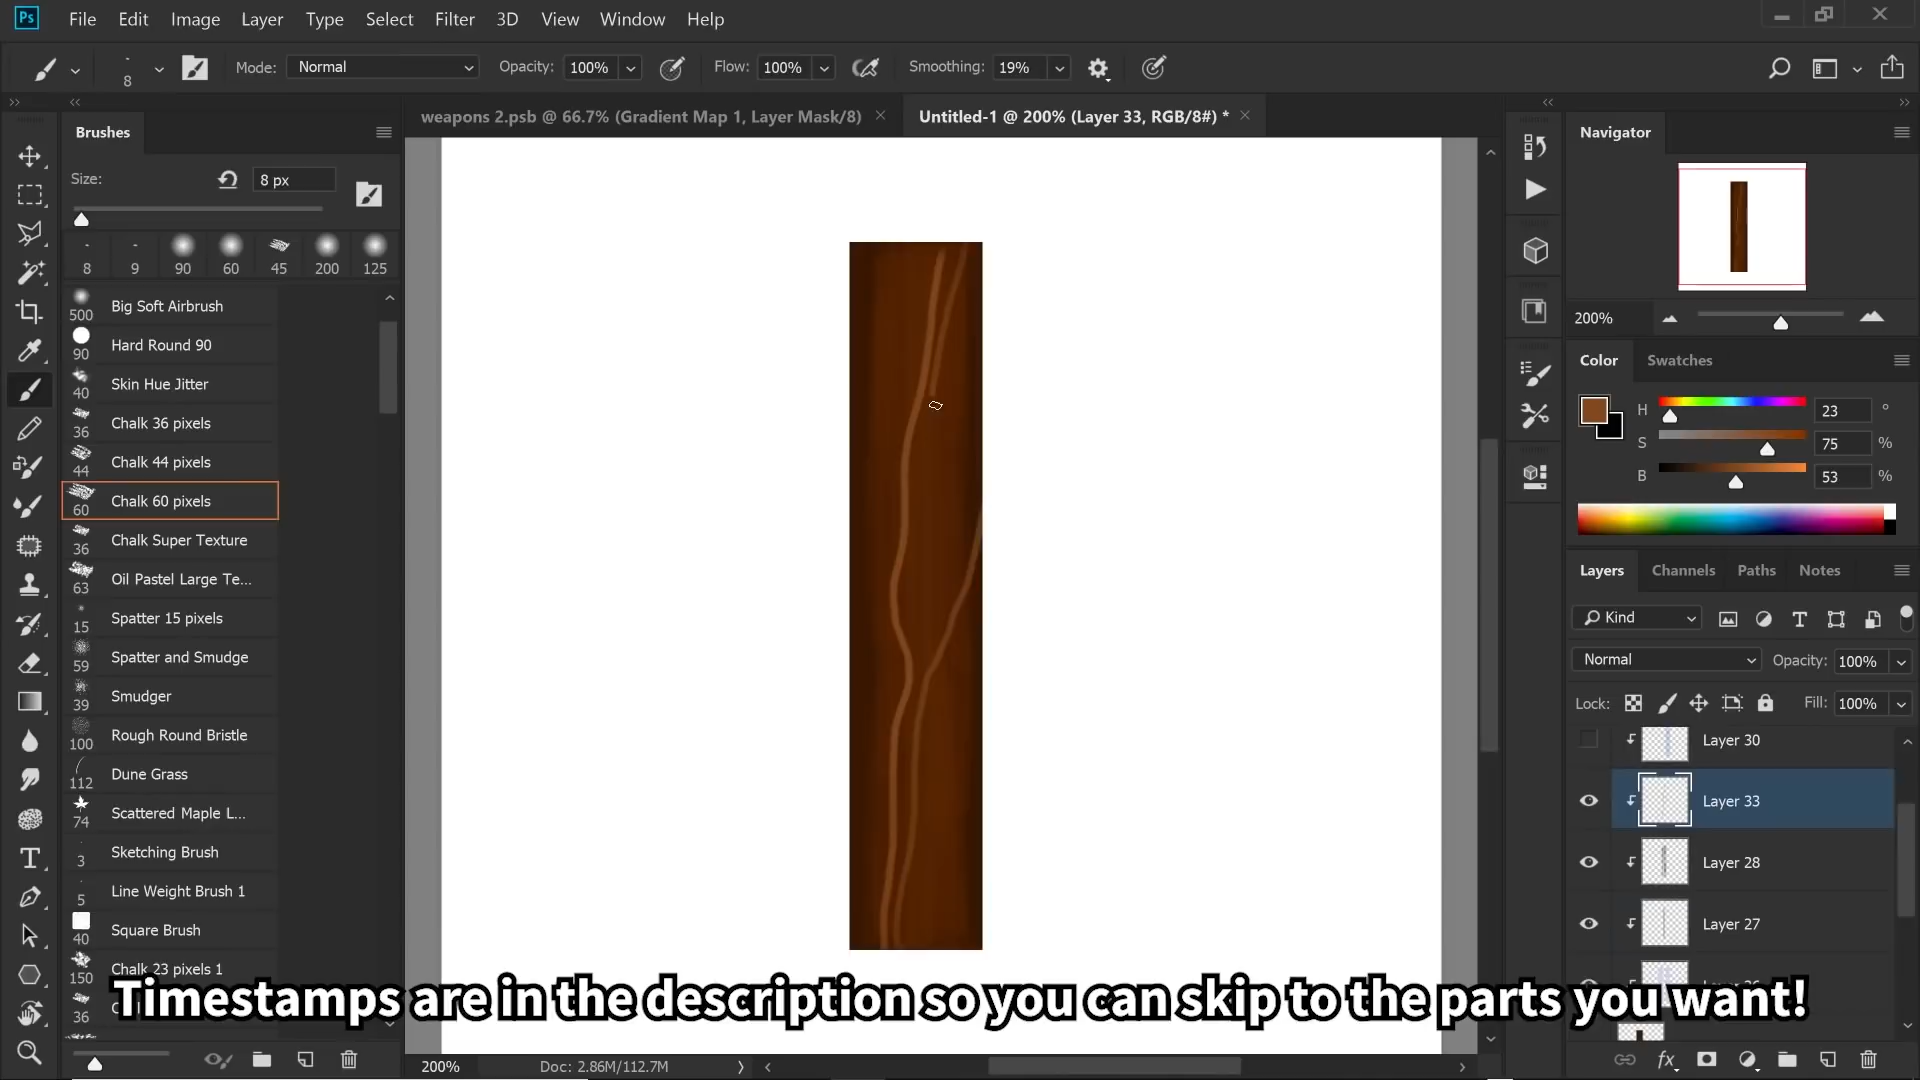 Ps File Edit Image Layer Type Select Filter 3D View Window Help
8 Mode: Normal Opacity: 100% Flow: 100% Smoothing: 19%
weapons 2.psb @ 66.7% (Gradient Map 1, Layer Mask/8) Untitled-1 @ 200% (Layer 33, RGB/8#) *
Brushes
Size: 8 px
8 9 90 60 45 200 125
500 Big Soft Airbrush
90 Hard Round 90
40 Skin Hue Jitter
36 Chalk 36 pixels
44 Chalk 44 pixels
60 Chalk 60 pixels
36 Chalk Super Texture
63 Oil Pastel Large Te...
15 Spatter 15 pixels
59 Spatter and Smudge
39 Smudger
100 Rough Round Bristle
112 Dune Grass
74 Scattered Maple L...
3 Sketching Brush
5 Line Weight Brush 1
40 Square Brush
150 Chalk 23 pixels 1
36
Navigator
200%
Color Swatches
H 23 °
S 75 %
B 53 %
Layers Channels Paths Notes
Kind
Normal Opacity: 100%
Lock: Fill: 100%
Layer 30
Layer 33
Layer 28
Layer 27
Timestamps are in the description so you can skip to the parts you want!
200% Doc: 2.86M/112.7M